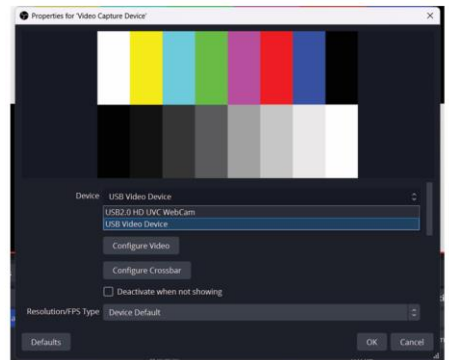 Properties for 'Video Capture Device'
Device USB Video Device
USB2.0 HD UVC WebCam
USB Video Device
Configure Video
Configure Crossbar
Deactivate when not showing
Resolution/FPS Type Device Default
Defaults OK Cancel